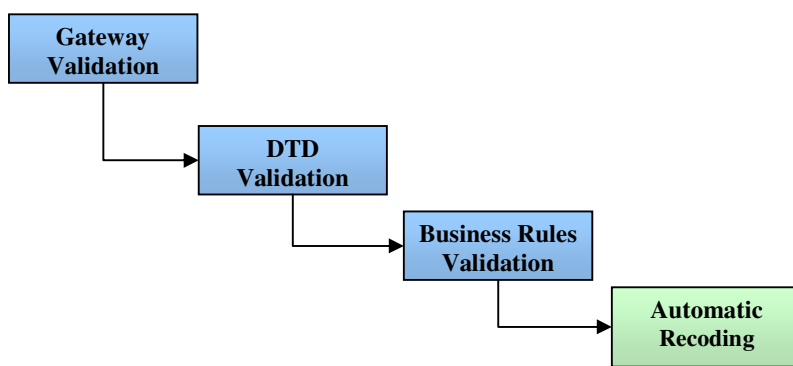 Gateway
Validation
DTD
Validation
Business Rules
Validation
Automatic
Recoding